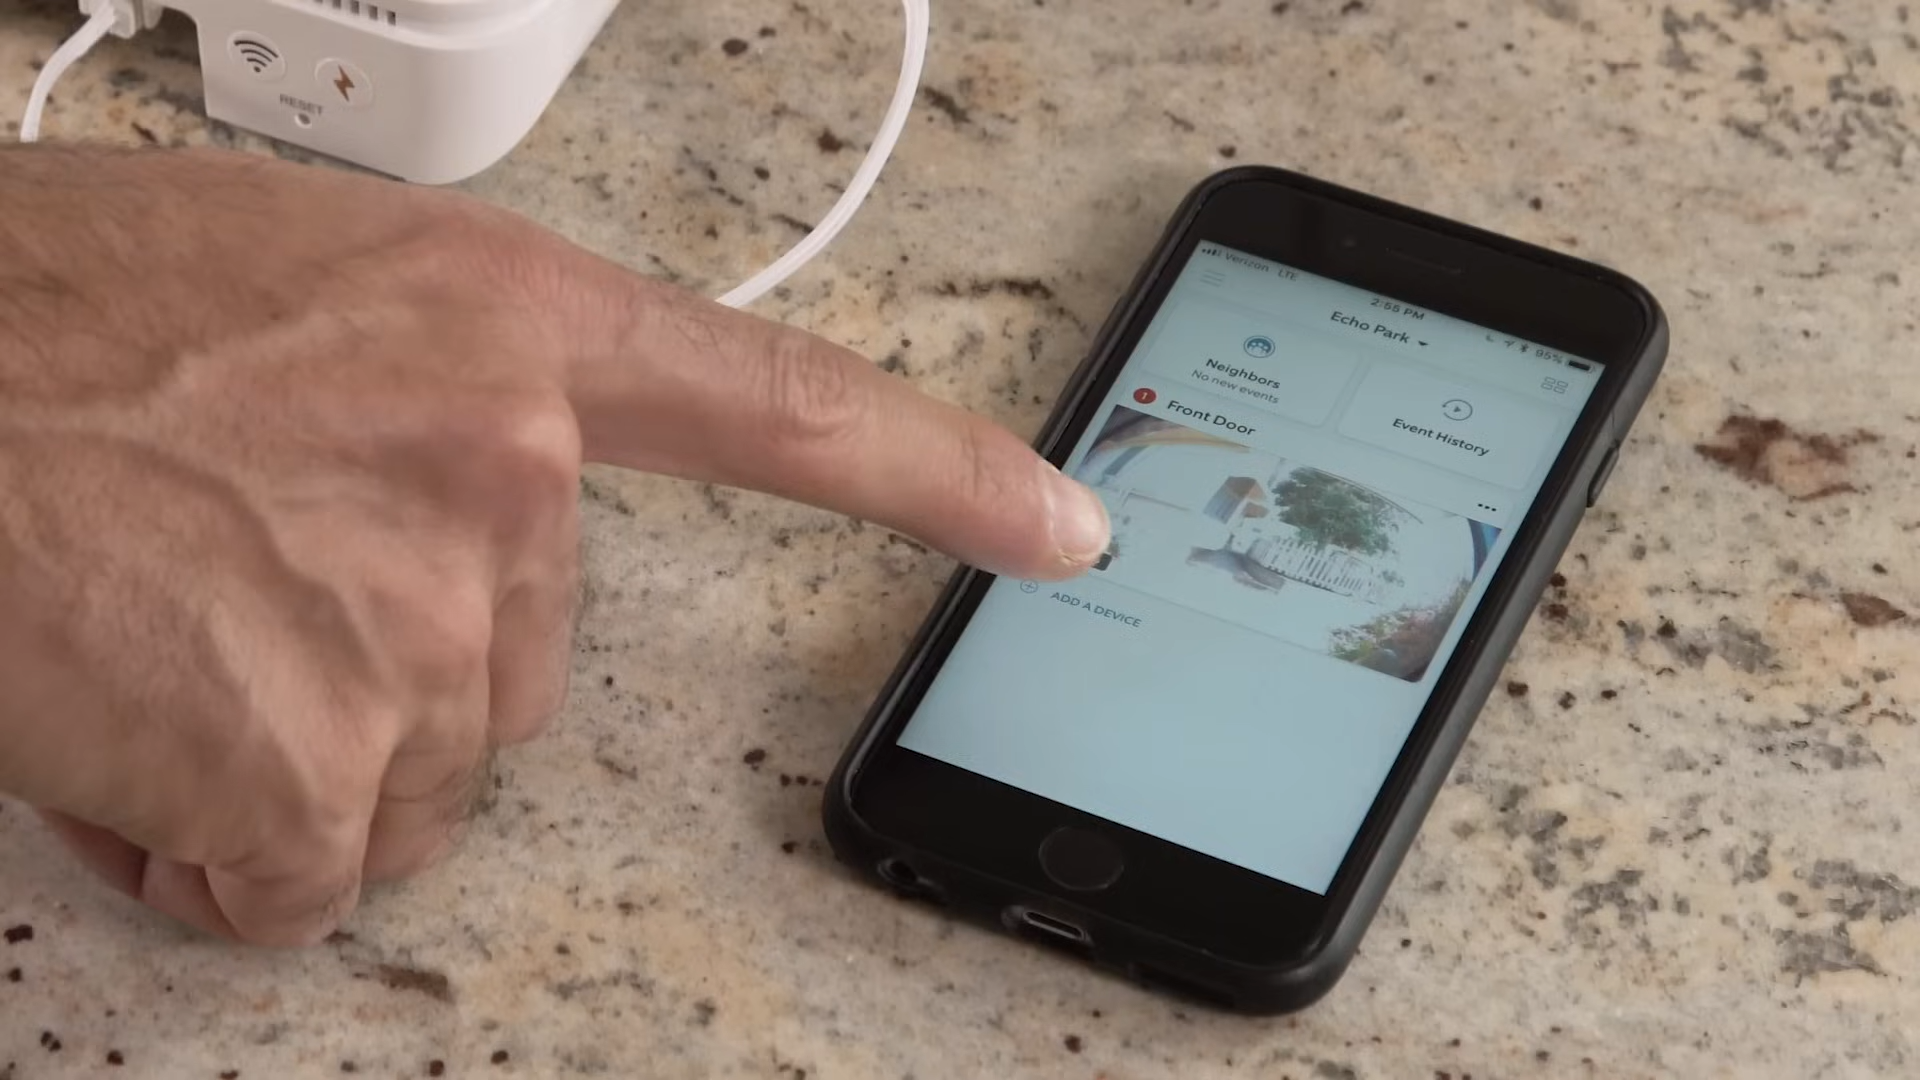 RESET
Verizon LTE
2:55 PM
95%
Echo Park
Neighbors
No new events
Event History
1
Front Door
ADD A DEVICE